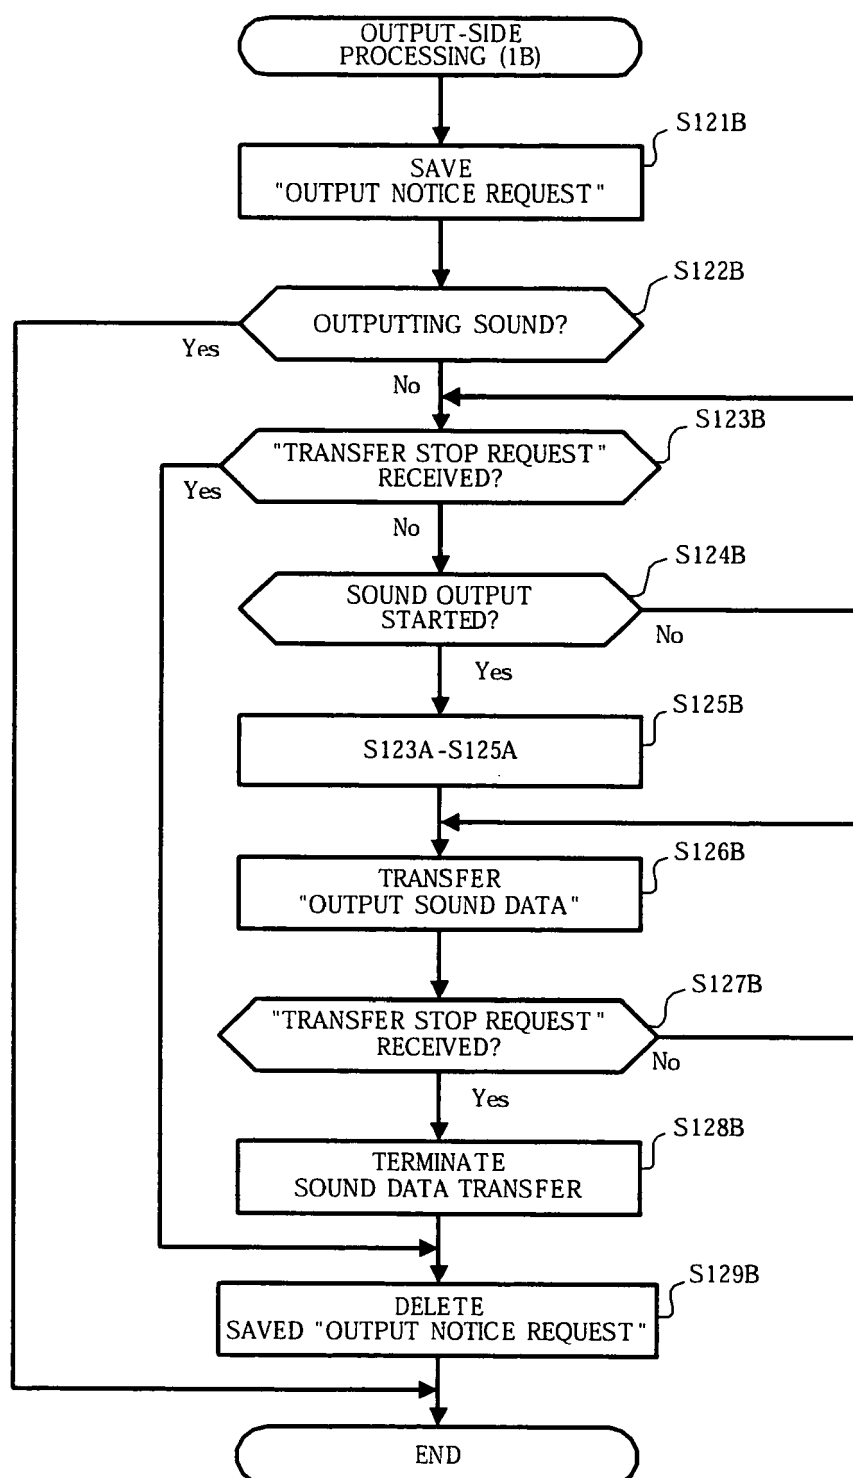 OUTPUT-SIDE
PROCESSING (1B)
S121B
SAVE
"OUTPUT NOTICE REQUEST"
S122B
OUTPUTTING SOUND?
Yes
No
S123B
"TRANSFER STOP REQUEST"
RECEIVED?
Yes
No
S124B
SOUND OUTPUT
STARTED?
No
Yes
S125B
S123A-S125A
S126B
TRANSFER
"OUTPUT SOUND DATA"
S127B
"TRANSFER STOP REQUEST"
RECEIVED?
No
Yes
S128B
TERMINATE
SOUND DATA TRANSFER
S129B
DELETE
SAVED "OUTPUT NOTICE REQUEST"
END